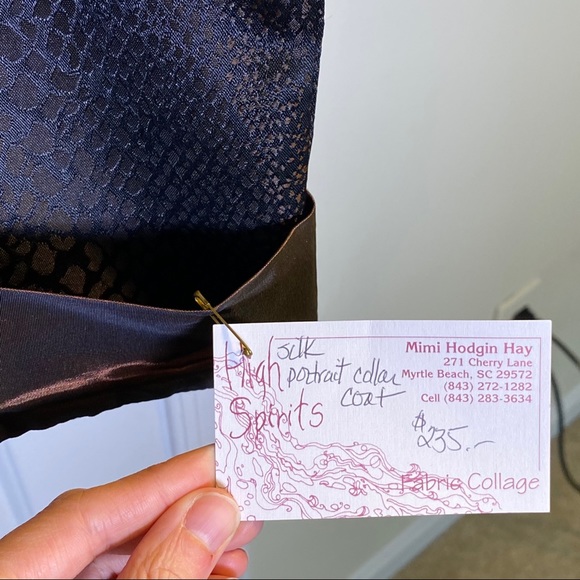 silk
portrait collar
coat
High
Spirits
Mimi Hodgin Hay
271 Cherry Lane
Myrtle Beach, SC 29572
(843) 272-1282
Cell (843) 283-3634
$235.-
Fabric Collage